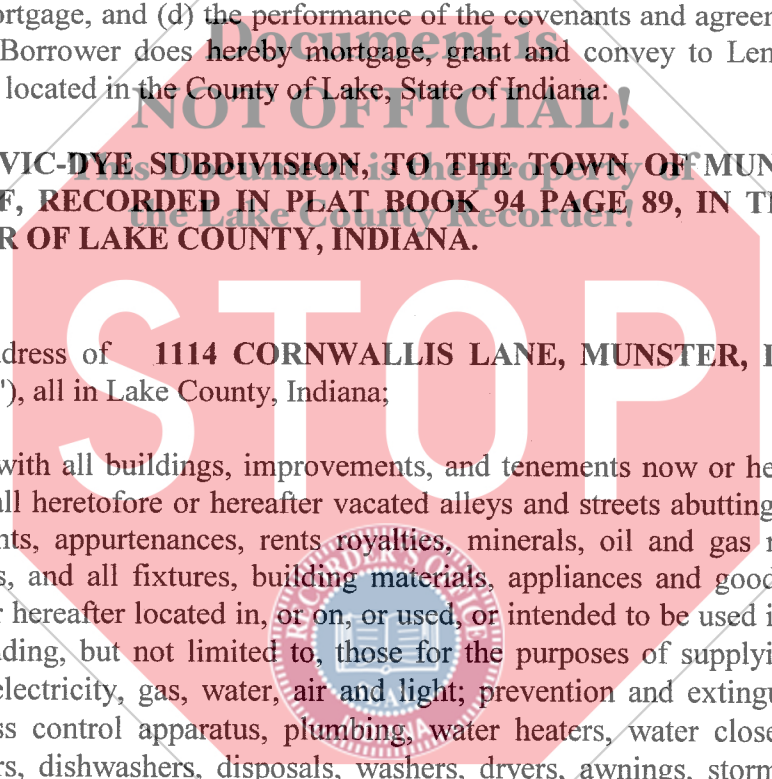 ortgage, and (d) the performance of the covenants and agreer
Document is
Borrower does hereby mortgage, grant and convey to Len
located in the County of Lake, State of Indiana:
NOT OFFICIAL!
VIC-DYE SUBDIVISION, TO THE TOWN OF MUN
This Document is the property of
F, RECORDED IN PLAT BOOK 94 PAGE 89, IN TH
the Lake County Recorder!
R OF LAKE COUNTY, INDIANA.
STOP
dress of 1114 CORNWALLIS LANE, MUNSTER, I
"), all in Lake County, Indiana;
with all buildings, improvements, and tenements now or he
all heretofore or hereafter vacated alleys and streets abutting
nts, appurtenances, rents royalties, minerals, oil and gas r
s, and all fixtures, building materials, appliances and good
r hereafter located in, or on, or used, or intended to be used i
ding, but not limited to, those for the purposes of supplyi
electricity, gas, water, air and light; prevention and extingu
ss control apparatus, plumbing, water heaters, water close
rs, dishwashers, disposals, washers, dryers, awnings, storm
RECORDER'S OFFICE
INDIANA